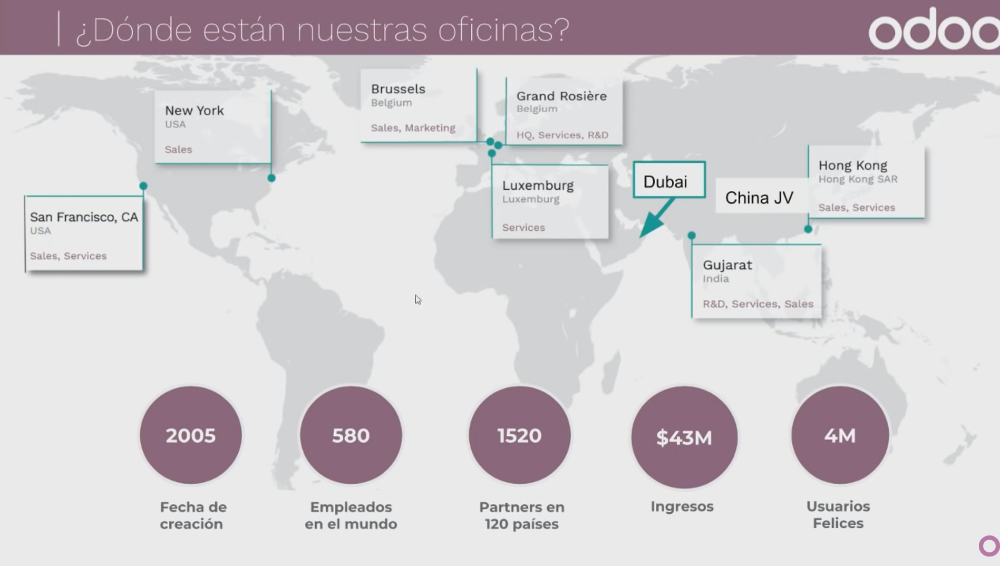 ¿Dónde están nuestras oficinas?
odoo
Brussels
Belgium
Sales, Marketing
Grand Rosière
Belgium
HQ, Services, R&D
New York
USA
Sales
Hong Kong
Hong Kong SAR
Sales, Services
Dubai
China JV
Luxemburg
Luxemburg
Services
San Francisco, CA
USA
Sales, Services
Gujarat
India
R&D, Services, Sales
2005
Fecha de
creación
580
Empleados
en el mundo
1520
Partners en
120 países
$43M
Ingresos
4M
Usuarios
Felices